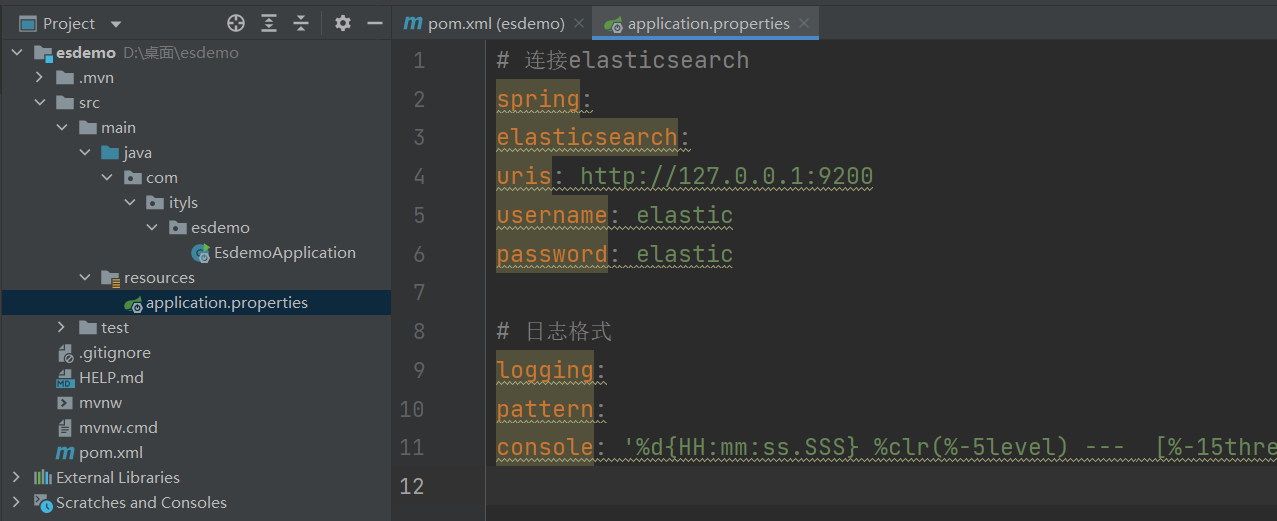 Project
pom.xml (esdemo)
application.properties
esdemo D:\桌面\esdemo
.mvn
src
main
java
com
ityls
esdemo
EsdemoApplication
resources
application.properties
test
.gitignore
HELP.md
mvnw
mvnw.cmd
pom.xml
External Libraries
Scratches and Consoles
1 # 连接elasticsearch
2 spring:
3 elasticsearch:
4 uris: http://127.0.0.1:9200
5 username: elastic
6 password: elastic
7
8 # 日志格式
9 logging:
10 pattern:
11 console: '%d{HH:mm:ss.SSS} %clr(%-5level) ---  [%-15thre
12